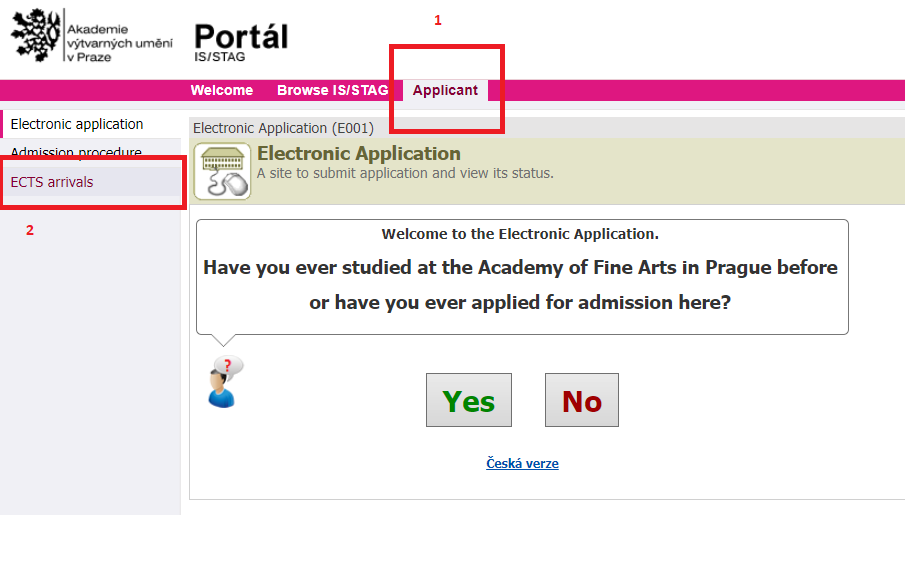 1
Akademie
výtvarných umění
v Praze
Portál
IS/STAG
Welcome Browse IS/STAG Applicant
Electronic application
Admission procedure
ECTS arrivals
2
Electronic Application (E001)
Electronic Application
A site to submit application and view its status.
Welcome to the Electronic Application.
Have you ever studied at the Academy of Fine Arts in Prague before
or have you ever applied for admission here?
?
Yes No
Česká verze